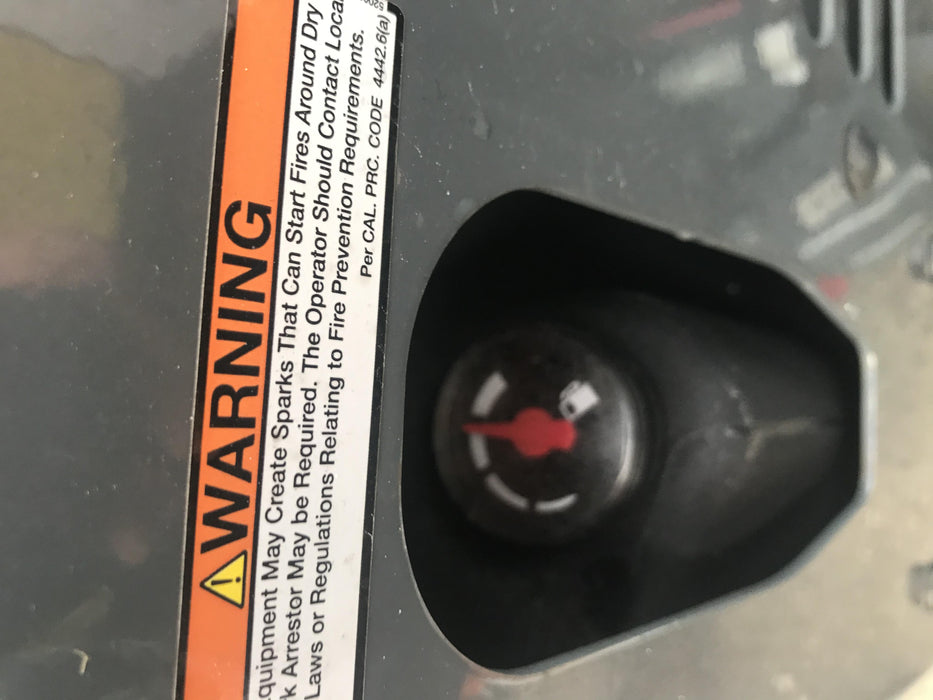 WARNING
quipment May Create Sparks That Can Start Fires Around Dry
k Arrestor May be Required. The Operator Should Contact Loca
Laws or Regulations Relating to Fire Prevention Requirements.
Per CAL. PRC. CODE 4442.6(a)